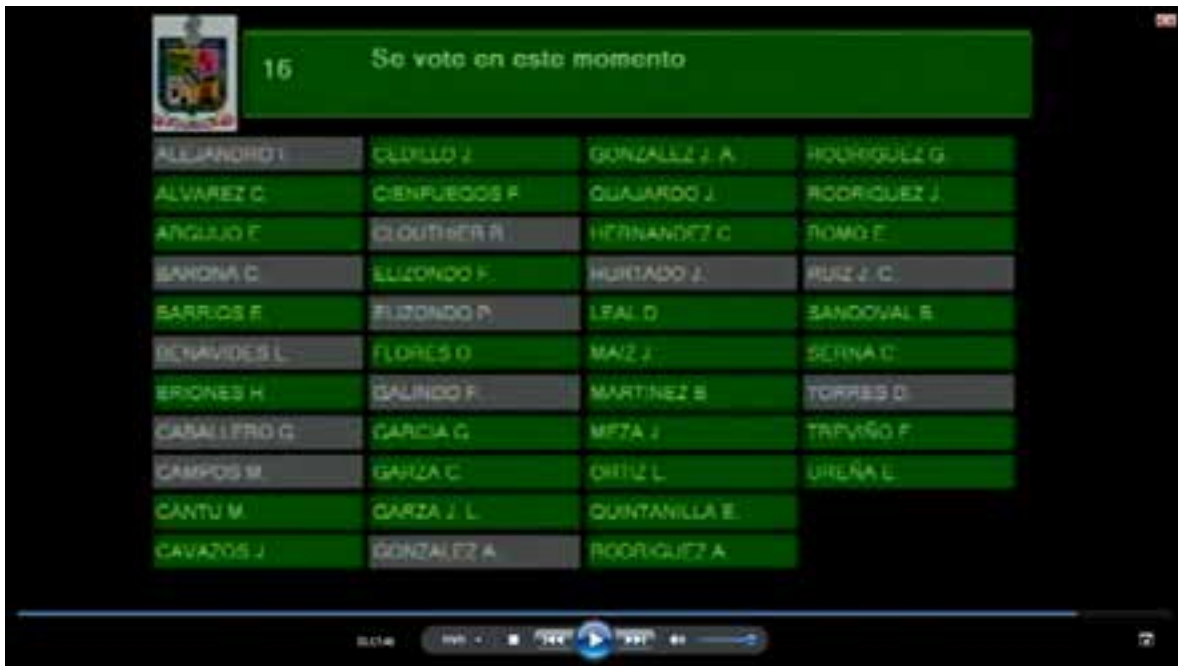 16
Se vote en este momento
ALEJANDRO I.
CEDILLO J.
GONZALEZ J. A.
RODRIGUEZ G.
ALVAREZ C.
CIENFUEGOS F.
GUAJARDO J.
RODRIGUEZ J.
ARGUIJO E.
CLOUTHIER R.
HERNANDEZ C.
ROMO E.
BARONA C.
ELIZONDO F.
HURTADO J.
RUIZ J. C.
BARRIOS E.
ELIZONDO P.
LEAL D.
SANDOVAL B.
BENAVIDES L.
FLORES O.
MAIZ J.
SERNA C.
BRIONES H.
GALINDO F.
MARTINEZ B.
TORRES D.
CABALLERO G.
GARCIA G.
MEZA J.
TREVIÑO F.
CAMPOS M.
GARZA C.
ORTIZ L.
UREÑA E.
CANTU M.
GARZA J. L.
QUINTANILLA E.
CAVAZOS J.
GONZALEZ A.
RODRIGUEZ A.